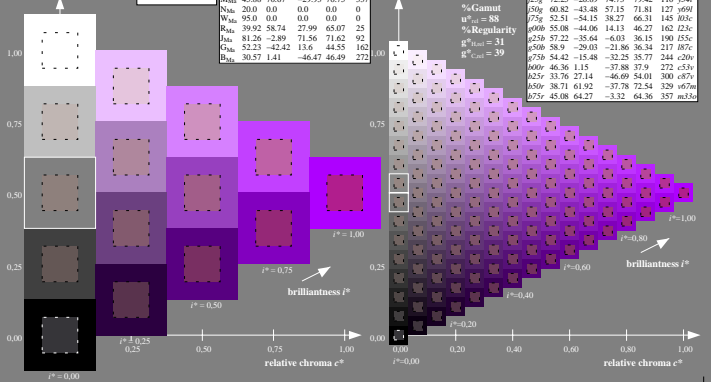 N_Ma 20.0 0.0 0.0 0.0 0
W_Ma 95.0 0.0 0.0 0.0 0
R_Ma 39.92 58.74 27.99 65.07 25
J_Ma 81.26 −2.89 71.56 71.62 92
G_Ma 52.23 −42.42 13.6 44.55 162
B_Ma 30.57 1.41 −46.47 46.49 272
1,00
0,75
0,50
0,25
0,00
i* = 1,00
i* = 0,75
brilliantness i*
i* = 0,50
i* = 0,25
0,25
0,50
0,75
1,00
relative chroma c*
i* = 0,00
%Gamut
u*rel = 88
%Regularity
g*H,rel = 31
g*C,rel = 39
j50g 60.82 −43.48 57.15 71.81 127 y69l
j75g 52.51 −54.15 38.27 66.31 145 l03c
g00b 55.08 −44.06 14.13 46.27 162 l23c
g25b 57.22 −35.64 −6.03 36.15 190 l55c
g50b 58.9 −29.03 −21.86 36.34 217 l87c
g75b 54.42 −15.48 −32.25 35.77 244 c20v
b00r 46.36 1.15 −37.88 37.9 272 c53v
b25r 33.76 27.14 −46.69 54.01 300 c87v
b50r 38.71 61.92 −37.78 72.54 329 v67m
b75r 45.08 64.27 −3.32 64.36 357 m33o
1,00
0,75
0,50
0,25
0,00
i*=1,00
i*=0,80
brilliantness i*
i*=0,60
i*=0,40
i*=0,20
0,00
0,20
0,40
0,60
0,80
1,00
relative chroma c*
i*=0,00